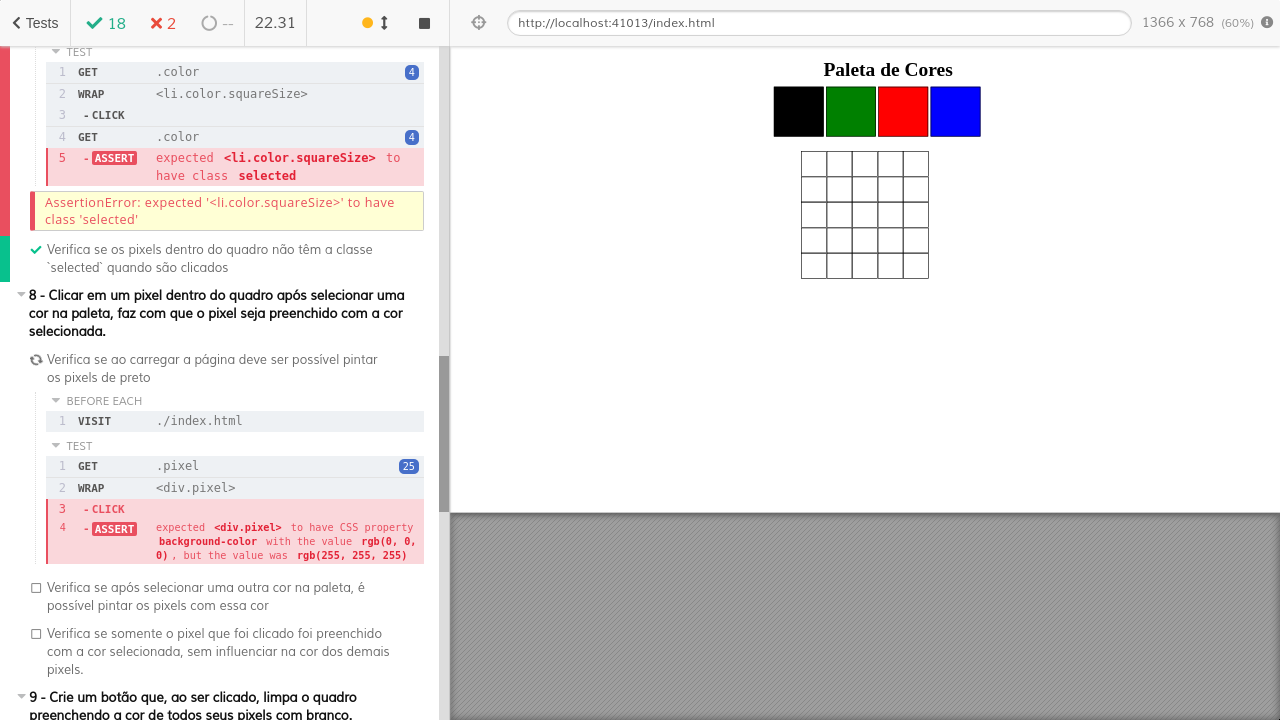 Tests
18
2
--
22.31
http://localhost:41013/index.html
1366 x 768 (60%)
TEST
1 GET .color 4
2 WRAP <li.color.squareSize>
3 - CLICK
4 GET .color 4
5 - ASSERT expected <li.color.squareSize> to
have class selected
AssertionError: expected '<li.color.squareSize>' to have
class 'selected'
Verifica se os pixels dentro do quadro não têm a classe
`selected` quando são clicados
8 - Clicar em um pixel dentro do quadro após selecionar uma
cor na paleta, faz com que o pixel seja preenchido com a cor
selecionada.
Verifica se ao carregar a página deve ser possível pintar
os pixels de preto
BEFORE EACH
1 VISIT ./index.html
TEST
1 GET .pixel 25
2 WRAP <div.pixel>
3 - CLICK
4 - ASSERT expected <div.pixel> to have CSS property
background-color with the value rgb(0, 0,
0) , but the value was rgb(255, 255, 255)
Verifica se após selecionar uma outra cor na paleta, é
possível pintar os pixels com essa cor
Verifica se somente o pixel que foi clicado foi preenchido
com a cor selecionada, sem influenciar na cor dos demais
pixels.
9 - Crie um botão que, ao ser clicado, limpa o quadro
preenchendo a cor de todos seus pixels com branco.
Paleta de Cores